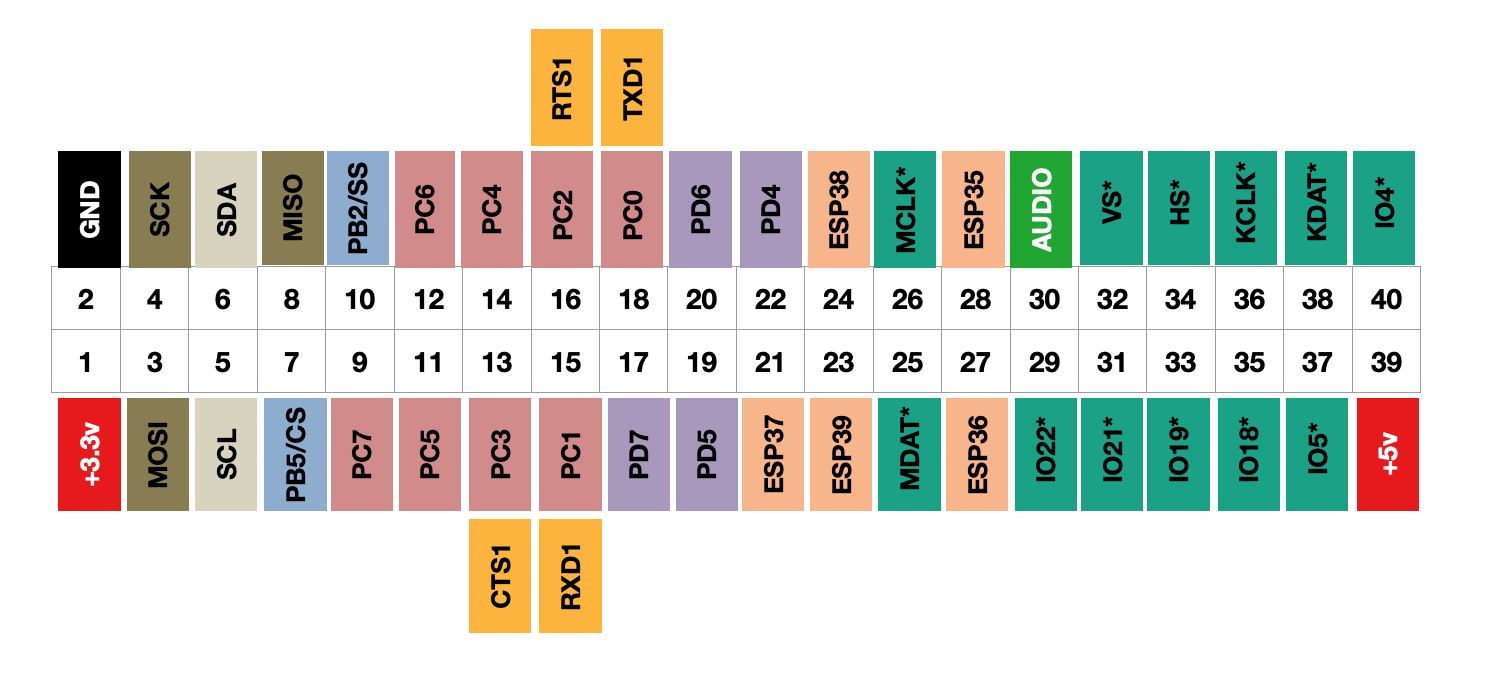 RTS1 TXD1
GND SCK SDA MISO PB2/SS PC6 PC4 PC2 PC0 PD6 PD4 ESP38 MCLK* ESP35 AUDIO VS* HS* KCLK* KDAT* IO4*
2 4 6 8 10 12 14 16 18 20 22 24 26 28 30 32 34 36 38 40
1 3 5 7 9 11 13 15 17 19 21 23 25 27 29 31 33 35 37 39
+3.3v MOSI SCL PB5/CS PC7 PC5 PC3 PC1 PD7 PD5 ESP37 ESP39 MDAT* ESP36 IO22* IO21* IO19* IO18* IO5* +5v
CTS1 RXD1